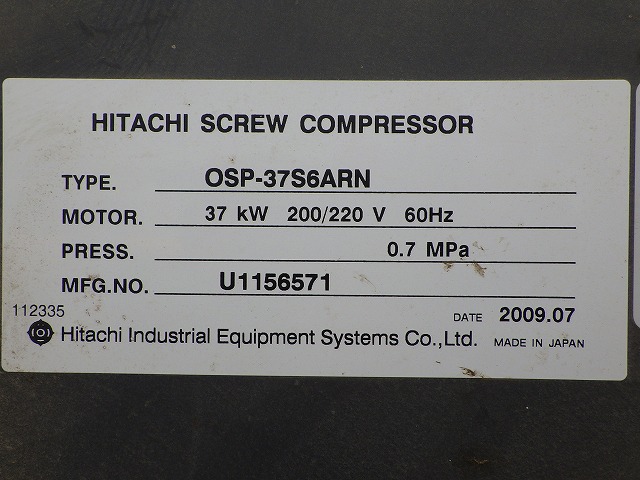 HITACHI SCREW COMPRESSOR
TYPE. OSP-37S6ARN
MOTOR. 37 kW 200/220 V 60Hz
PRESS. 0.7 MPa
MFG.NO. U1156571
112335
DATE 2009.07
Hitachi Industrial Equipment Systems Co.,Ltd. MADE IN JAPAN